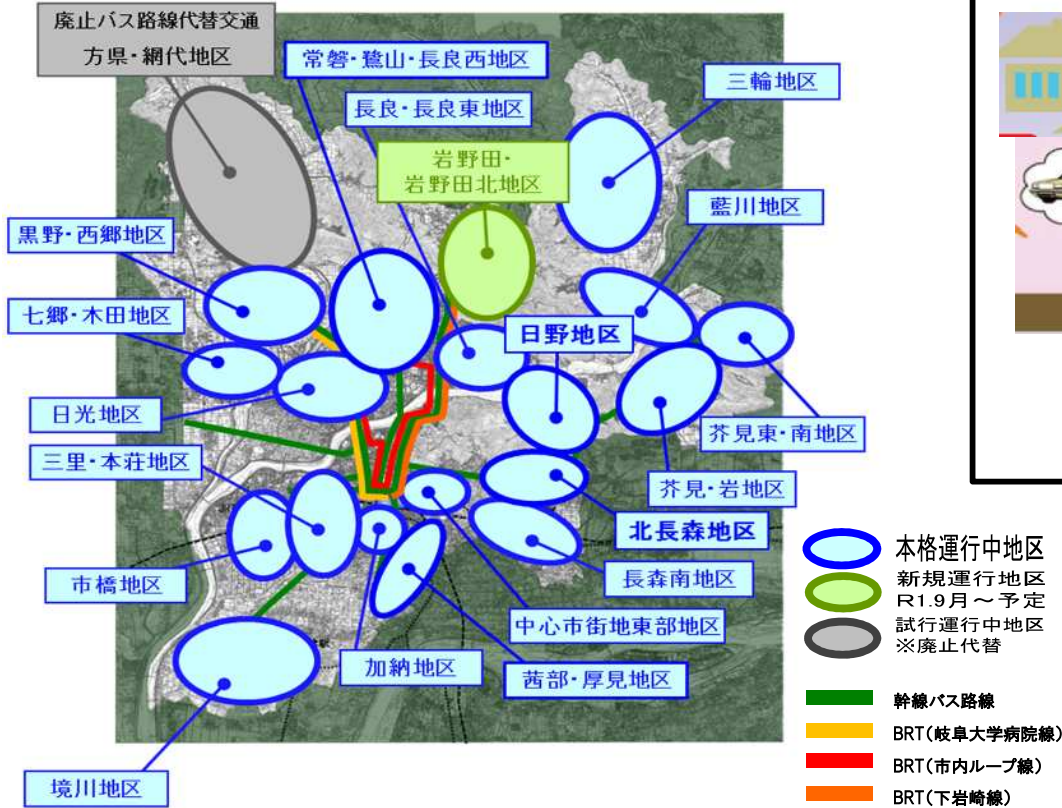 廃止バス路線代替交通
方県・網代地区
常磐・鷺山・長良西地区
三輪地区
長良・長良東地区
岩野田・
岩野田北地区
藍川地区
黒野・西郷地区
七郷・木田地区
日野地区
日光地区
芥見東・南地区
三里・本荘地区
芥見・岩地区
北長森地区
市橋地区
長森南地区
中心市街地東部地区
加納地区
茜部・厚見地区
境川地区
本格運行中地区
新規運行地区
R1.9月～予定
試行運行中地区
※廃止代替
幹線バス路線
BRT(岐阜大学病院線)
BRT(市内ループ線)
BRT(下岩崎線)